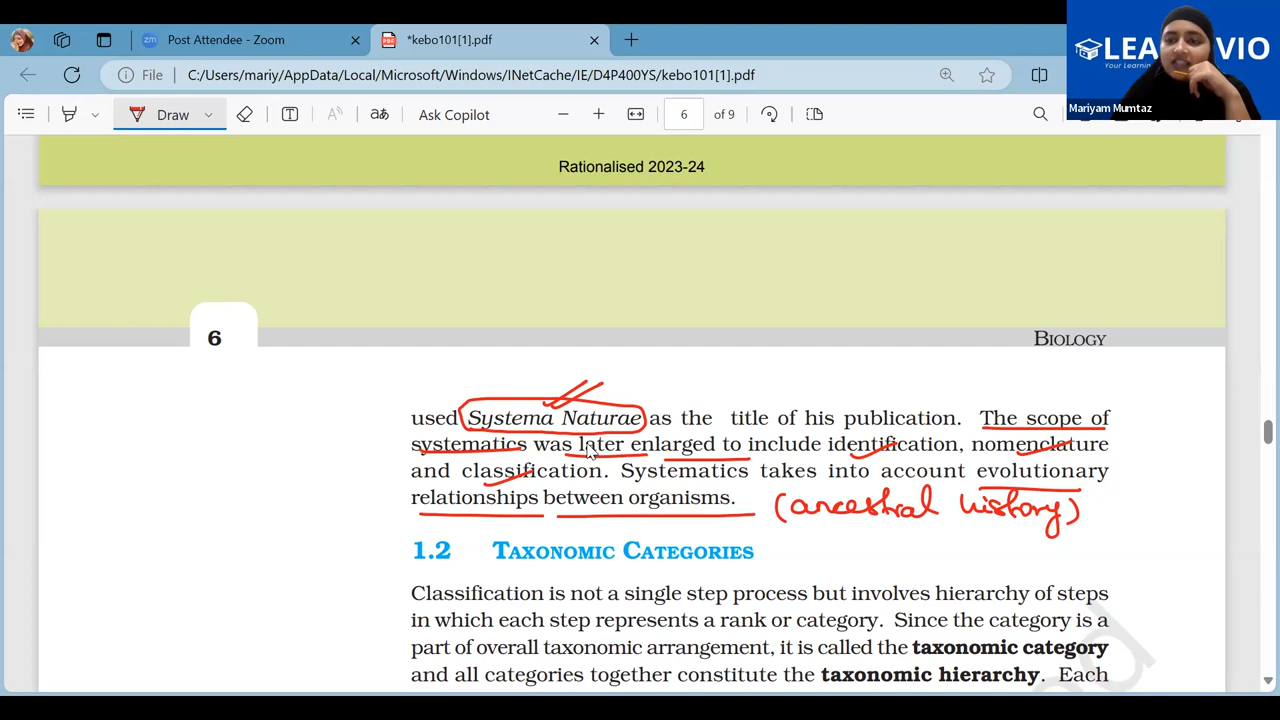 Post Attendee - Zoom
*kebo101[1].pdf
File
C:/Users/mariy/AppData/Local/Microsoft/Windows/INetCache/IE/D4P400YS/kebo101[1].pdf
LEA VIO
Your Learnin
Mariyam Mumtaz
Draw
Ask Copilot
6 of 9
Rationalised 2023-24
6
BIOLOGY
used Systema Naturae as the title of his publication. The scope of
systematics was later enlarged to include identification, nomenclature
and classification. Systematics takes into account evolutionary
relationships between organisms.
(ancestral history)
1.2 TAXONOMIC CATEGORIES
Classification is not a single step process but involves hierarchy of steps
in which each step represents a rank or category. Since the category is a
part of overall taxonomic arrangement, it is called the taxonomic category
and all categories together constitute the taxonomic hierarchy. Each